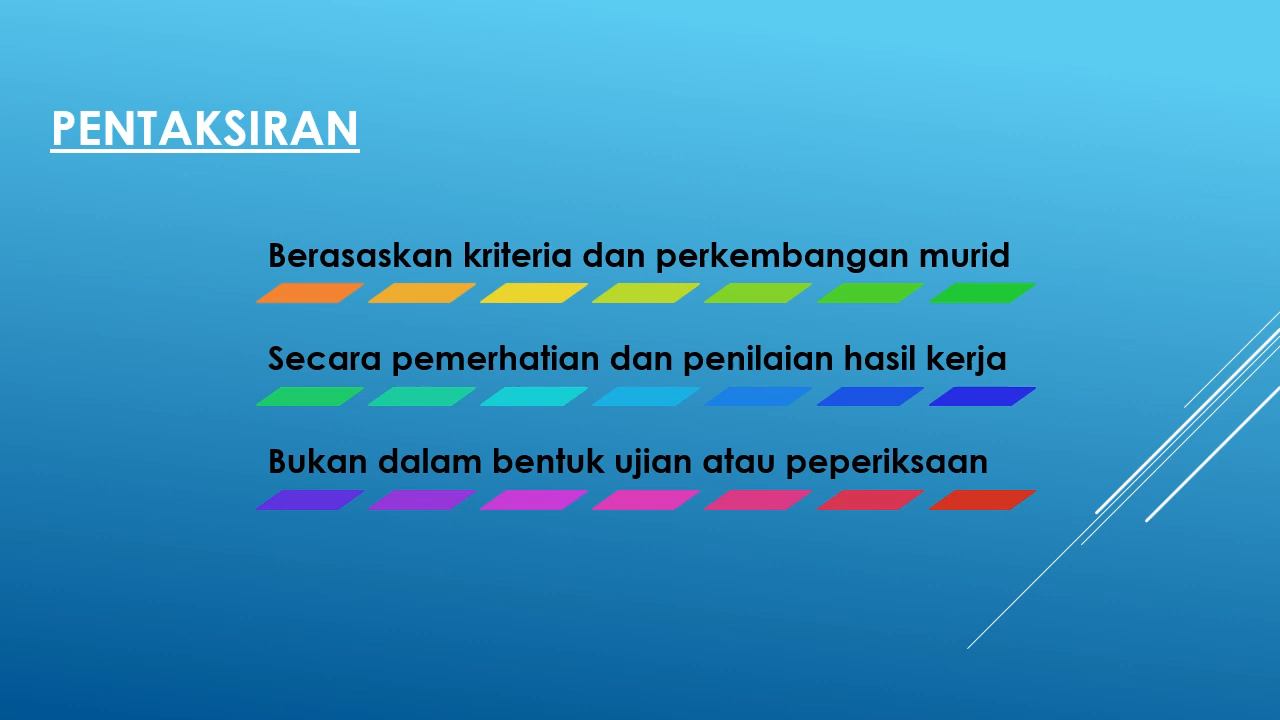 PENTAKSIRAN
Berasaskan kriteria dan perkembangan murid
Secara pemerhatian dan penilaian hasil kerja
Bukan dalam bentuk ujian atau peperiksaan